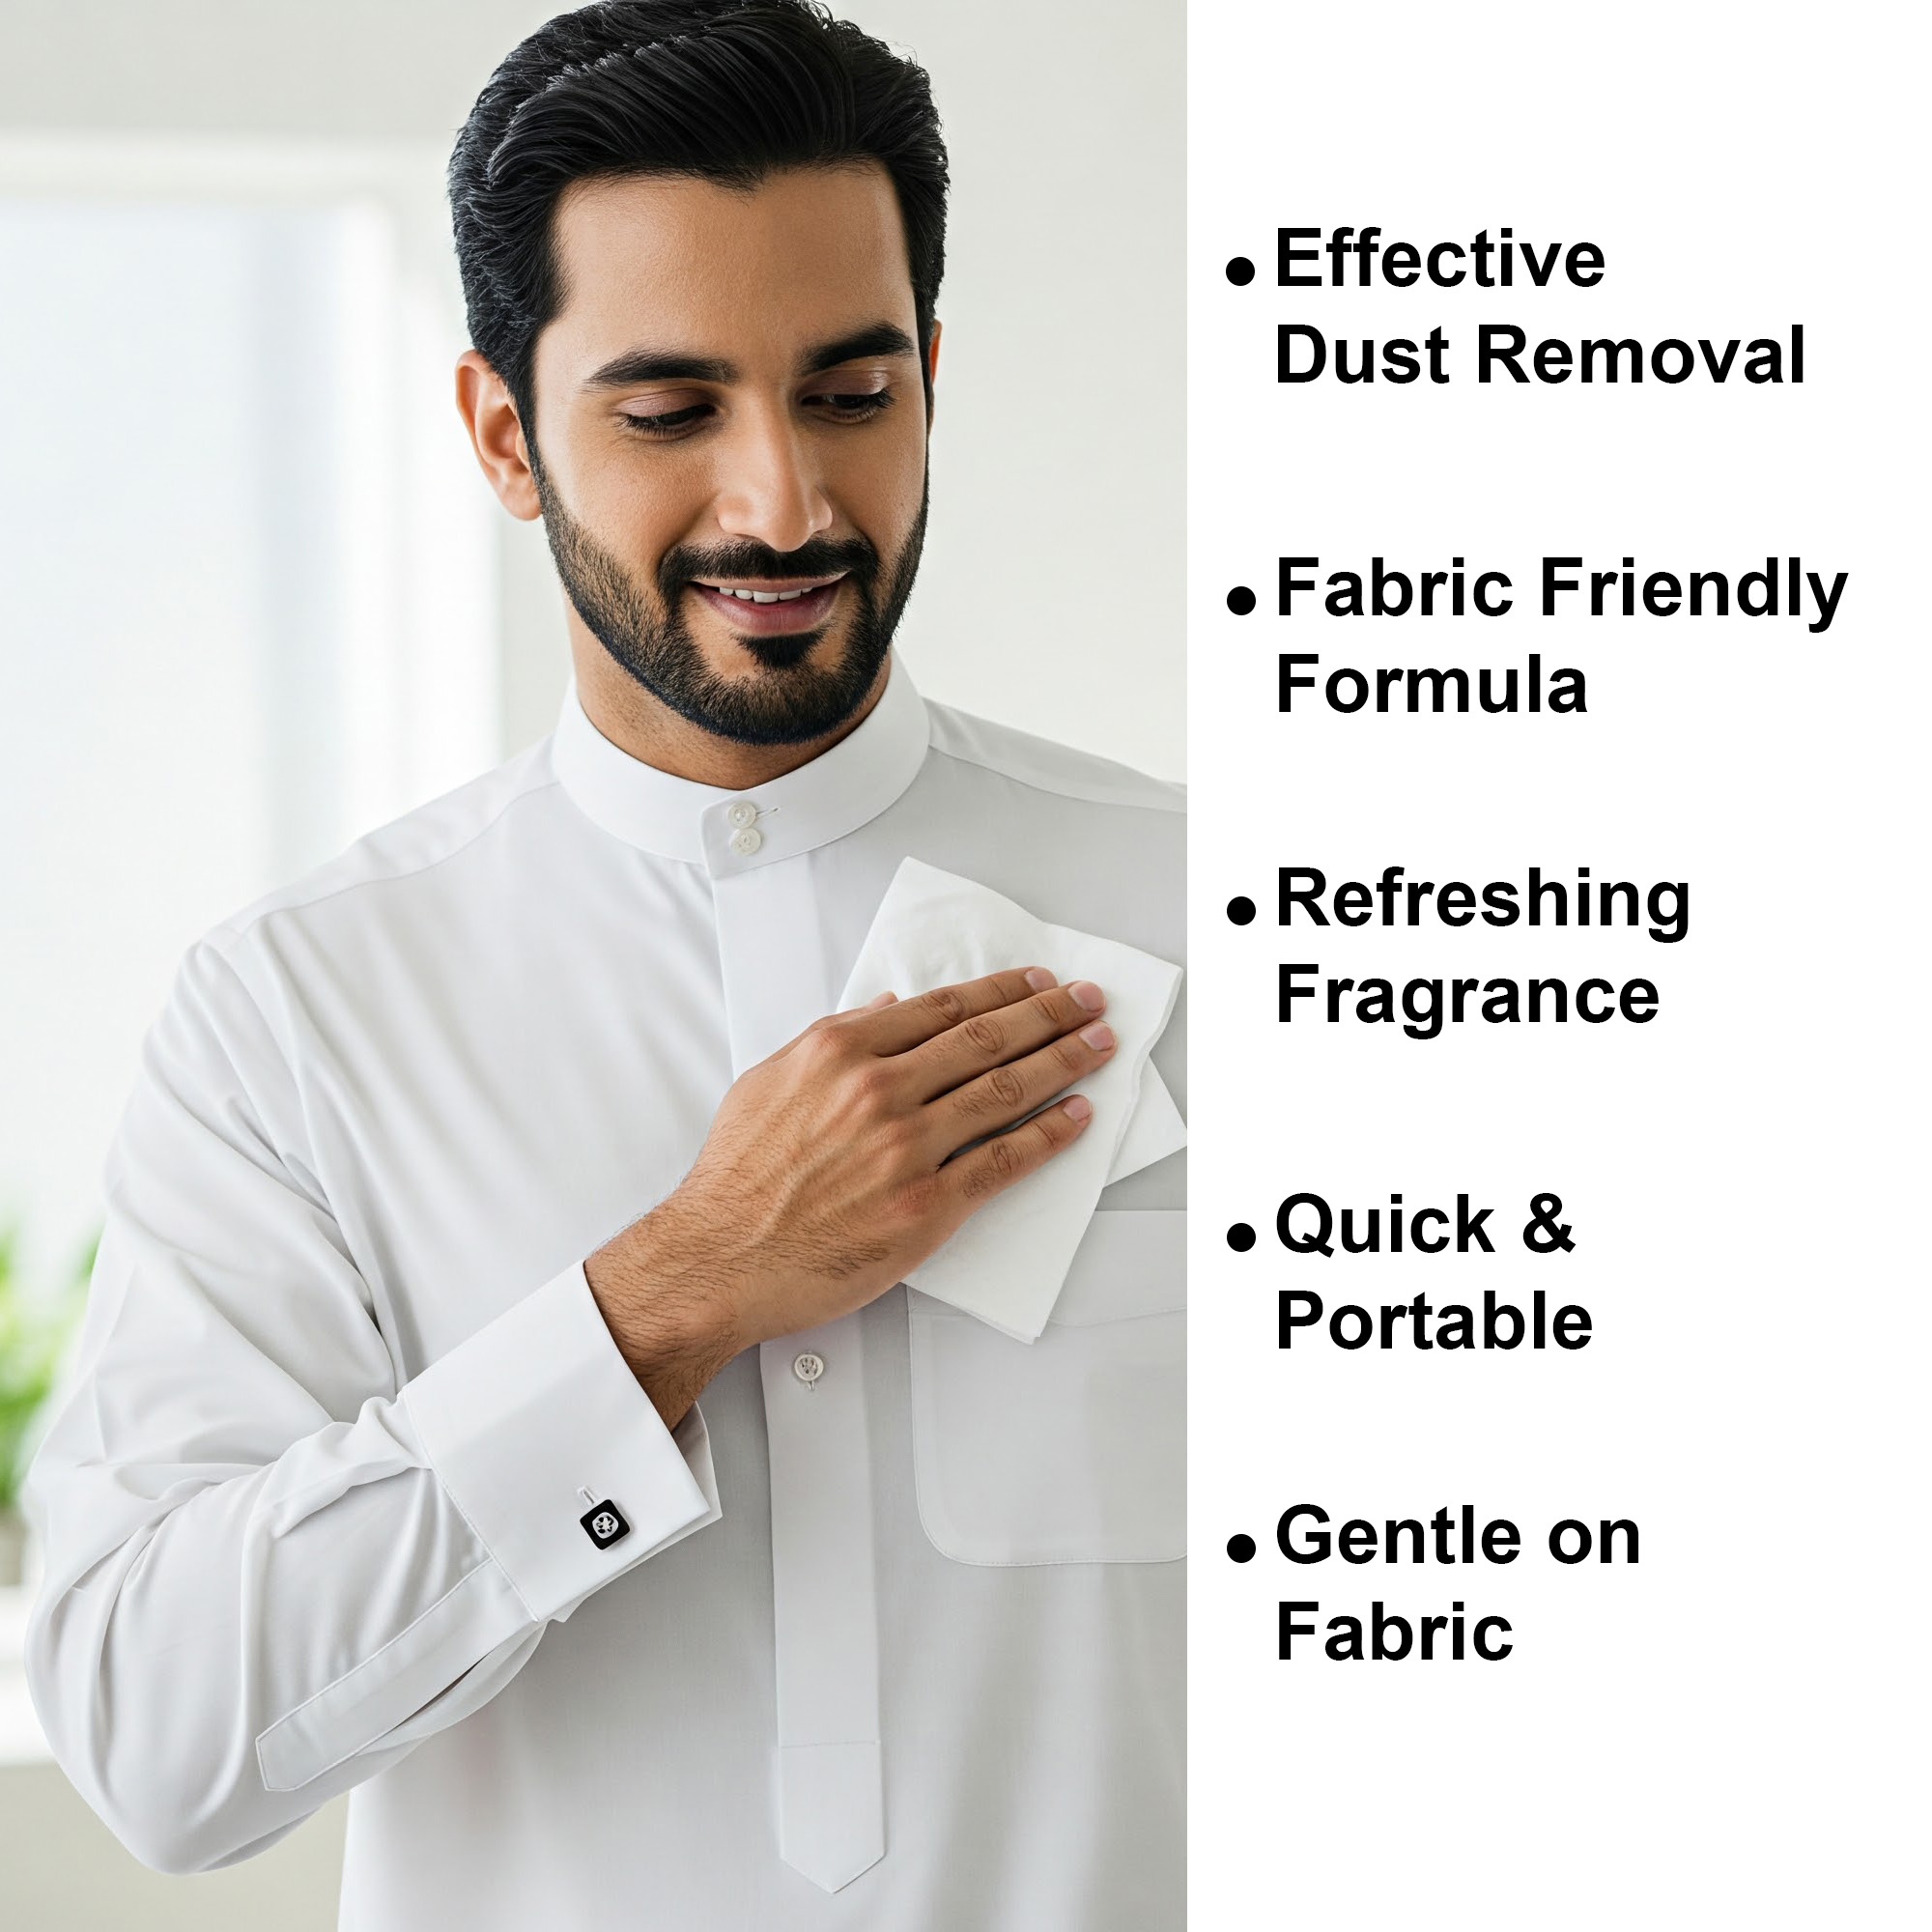 • Effective
Dust Removal
• Fabric Friendly
Formula
• Refreshing
Fragrance
• Quick &
Portable
• Gentle on
Fabric